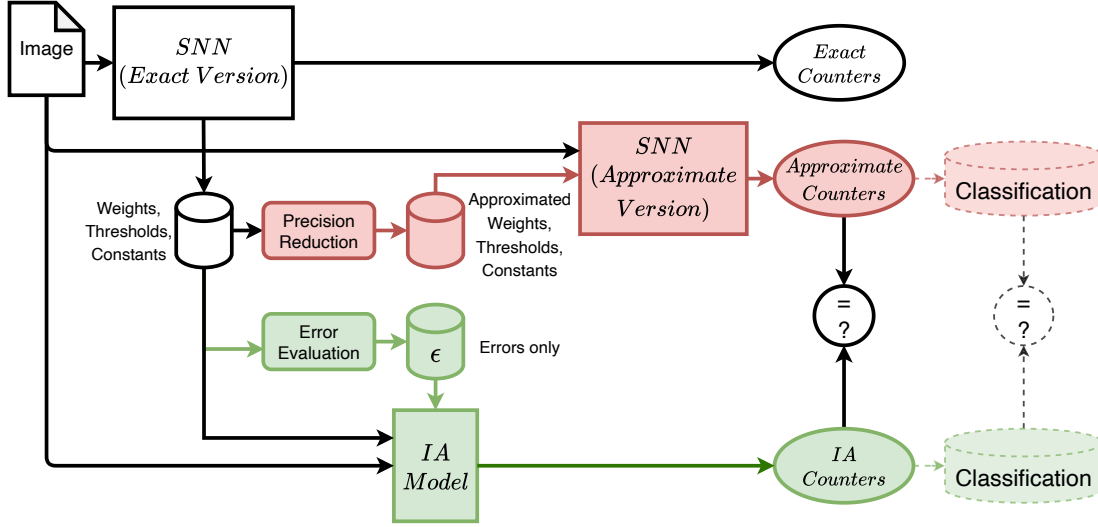 Image
SNN
(Exact Version)
Exact
Counters
SNN
(Approximate
Version)
Approximate
Counters
Classification
Weights,
Thresholds,
Constants
Precision
Reduction
Approximated
Weights,
Thresholds,
Constants
=
?
=
?
Error
Evaluation
ϵ
Errors only
IA
Model
IA
Counters
Classification